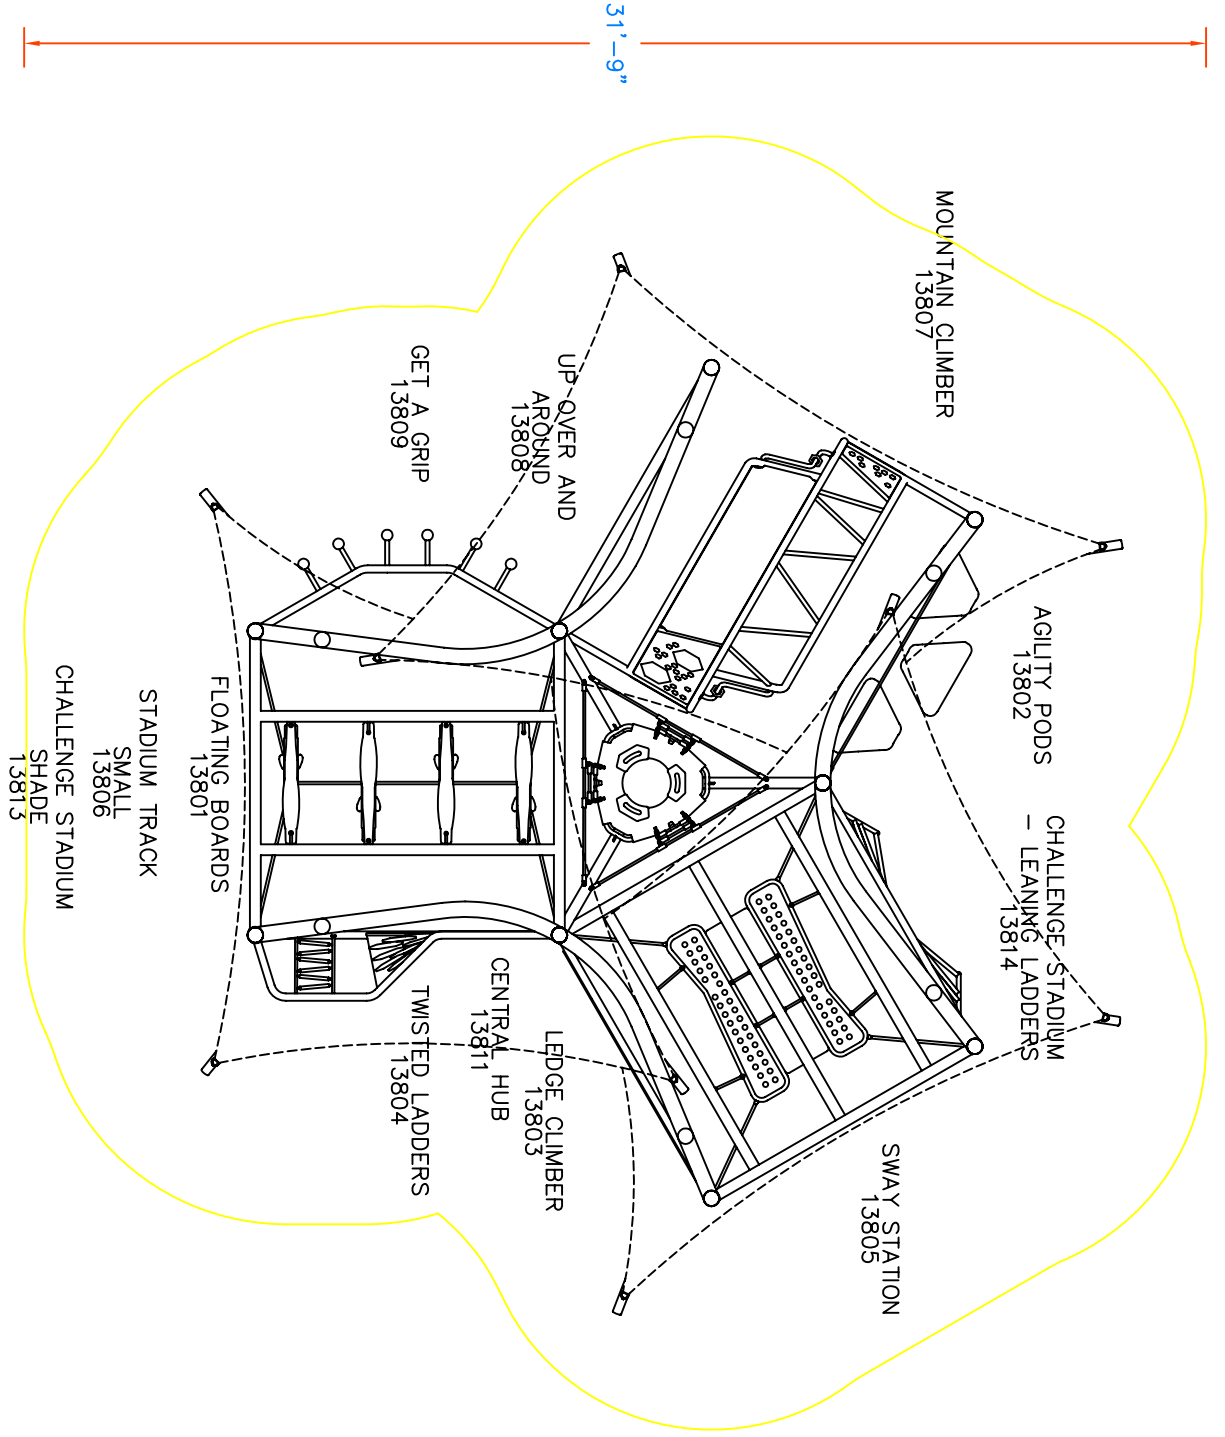 31'-9"
MOUNTAIN CLIMBER
13807
UP OVER AND
AROUND
13808
GET A GRIP
13809
AGILITY PODS
13802
CHALLENGE STADIUM
- LEANING LADDERS
13814
FLOATING BOARDS
13801
STADIUM TRACK
SMALL
13806
CHALLENGE STADIUM
SHADE
13813
CENTRAL HUB
13811
LEDGE CLIMBER
13803
TWISTED LADDERS
13804
SWAY STATION
13805